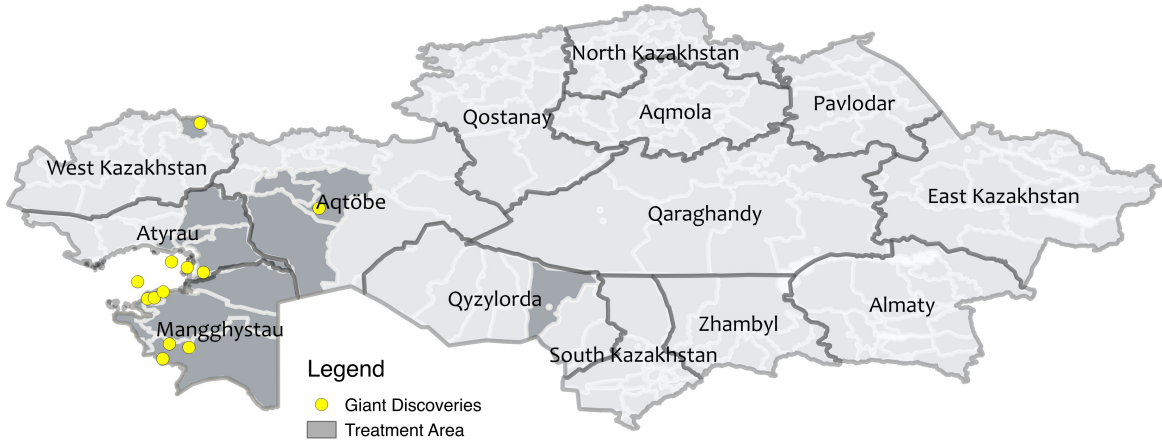 North Kazakhstan
Pavlodar
Aqmola
Qostanay
West Kazakhstan
East Kazakhstan
Aqtöbe
Qaraghandy
Atyrau
Qyzylorda
Almaty
Zhambyl
Mangghystau
South Kazakhstan
Legend
Giant Discoveries
Treatment Area